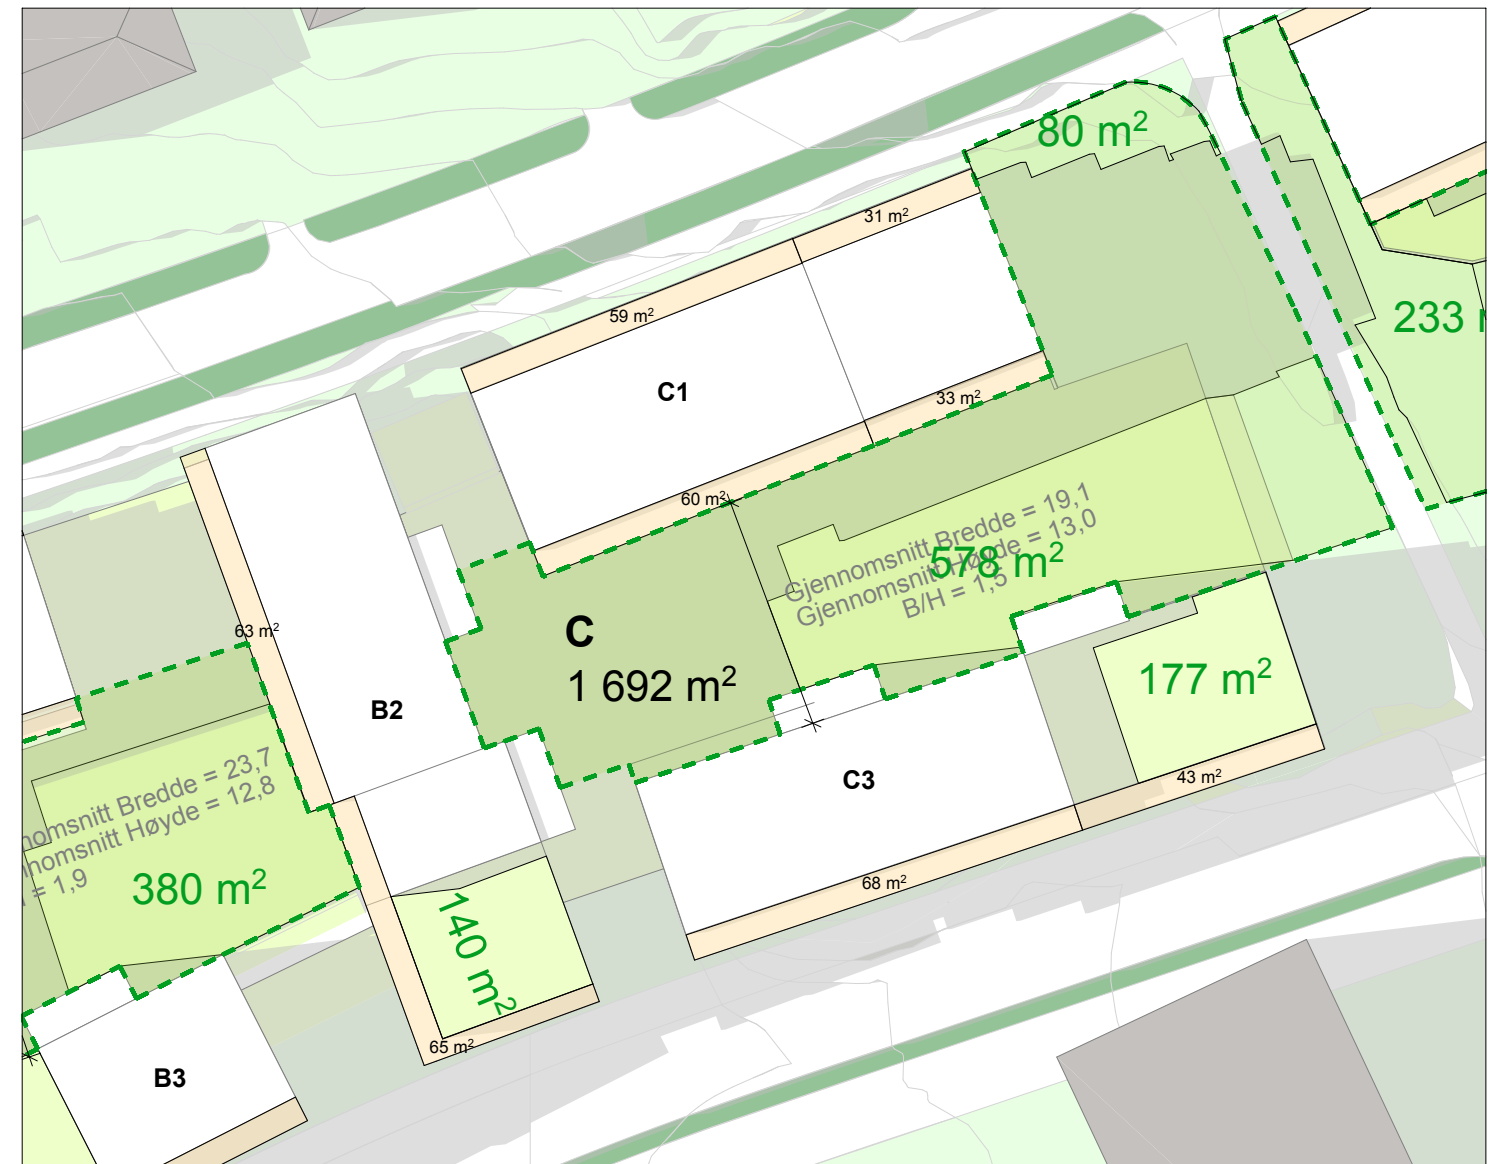 80 m²
31 m²
59 m²
233
C1
33 m²
60 m²
Gjennomsnitt Bredde = 19,1
Gjennomsnitt Høyde = 13,0
B/H = 1,5
578 m²
63 m²
C
1 692 m²
177 m²
B2
C3
43 m²
Bredde = 23,7
Høyde = 12,8
= 1,9
380 m²
68 m²
140 m²
65 m²
B3